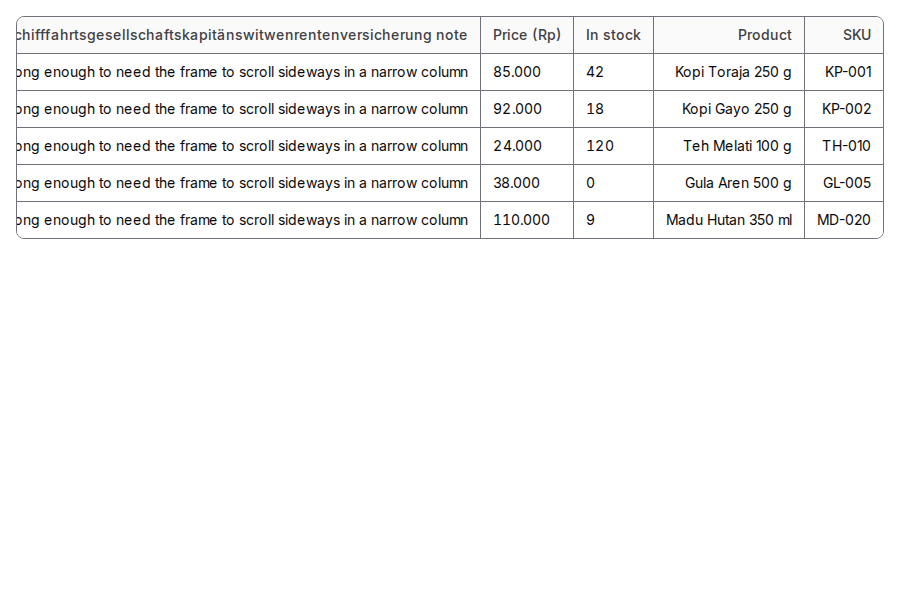 chifffahrtsgesellschaftskapitänswitwenrentenversicherung note Price (Rp) In stock Product SKU
ong enough to need the frame to scroll sideways in a narrow column 85.000 42 Kopi Toraja 250 g KP-001
ong enough to need the frame to scroll sideways in a narrow column 92.000 18 Kopi Gayo 250 g KP-002
ong enough to need the frame to scroll sideways in a narrow column 24.000 120 Teh Melati 100 g TH-010
ong enough to need the frame to scroll sideways in a narrow column 38.000 0 Gula Aren 500 g GL-005
ong enough to need the frame to scroll sideways in a narrow column 110.000 9 Madu Hutan 350 ml MD-020